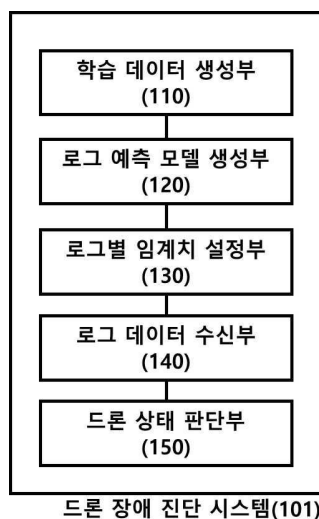 학습 데이터 생성부
(110)
로그 예측 모델 생성부
(120)
로그별 임계치 설정부
(130)
로그 데이터 수신부
(140)
드론 상태 판단부
(150)
드론 장애 진단 시스템(101)